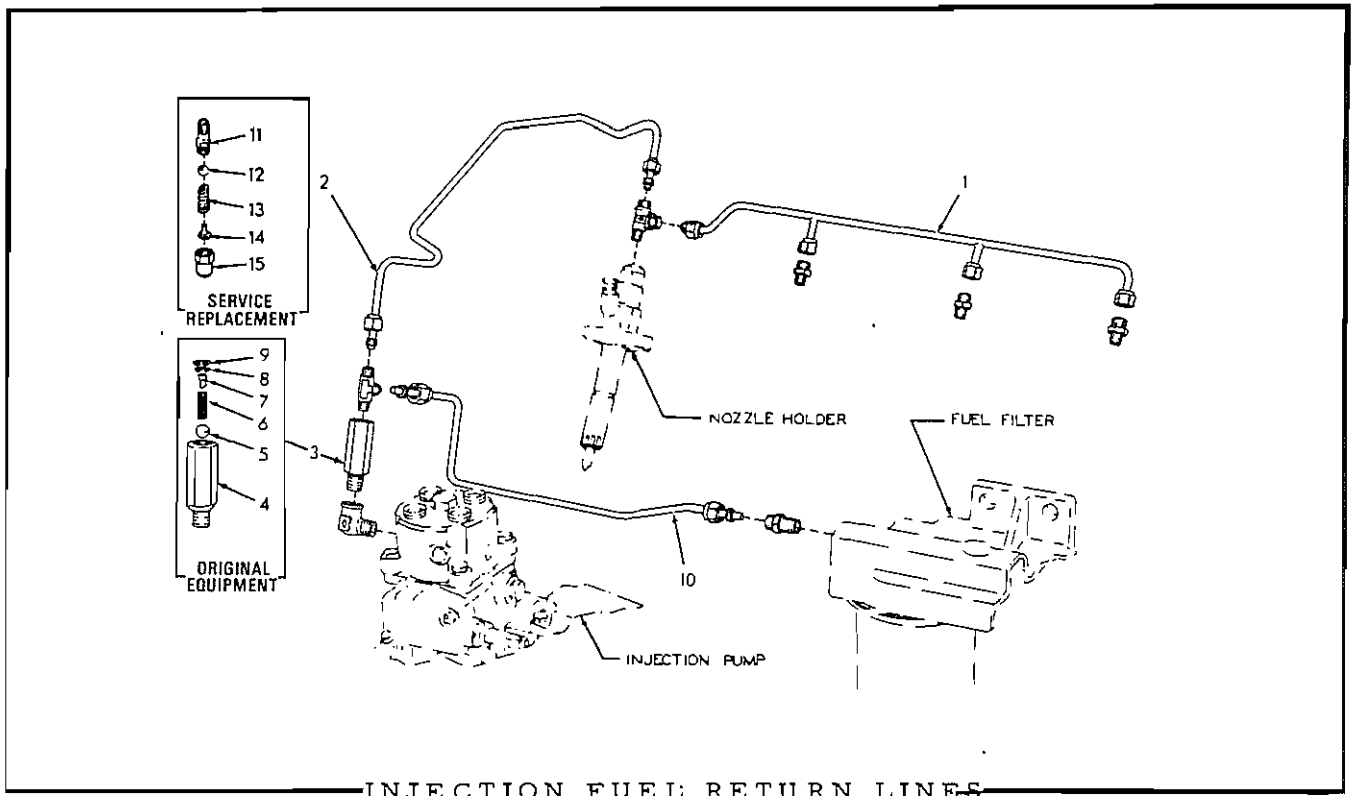 11
12
13
14
15
SERVICE
REPLACEMENT
2
1
9
8
7
6
5
4
3
ORIGINAL
EQUIPMENT
NOZZLE HOLDER
FUEL FILTER
10
INJECTION PUMP
INJECTION FUEL RETURN LINES